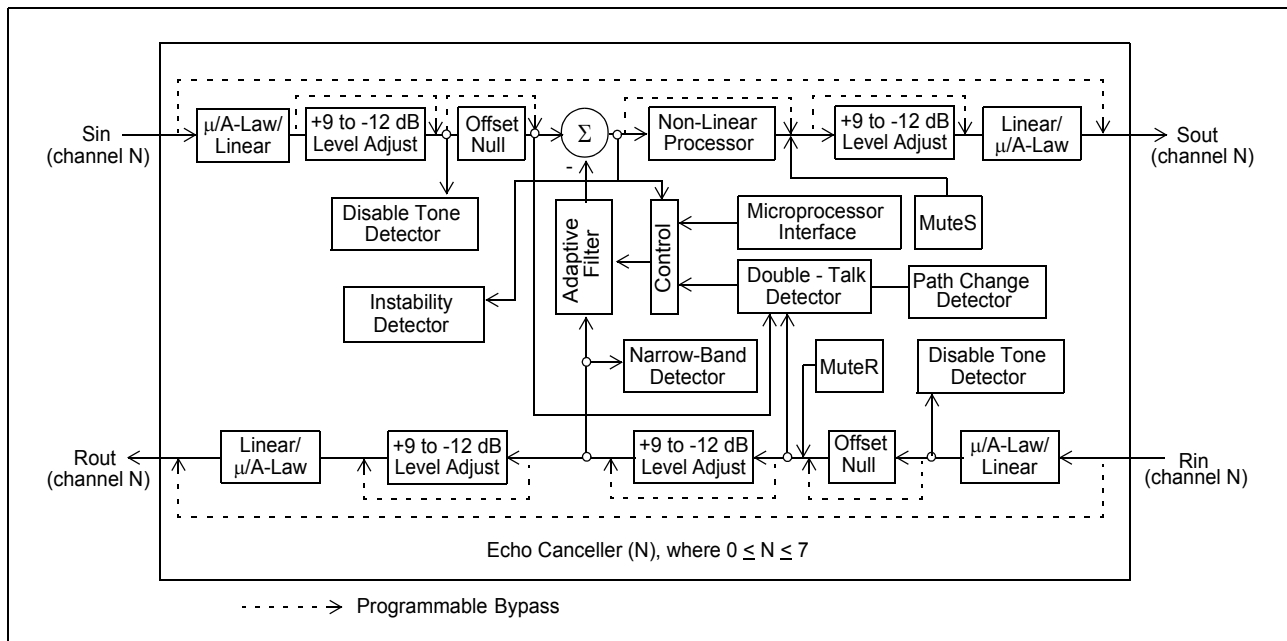 Sin
(channel N)
μ/A-Law/
Linear
+9 to -12 dB
Level Adjust
Offset
Null
Σ
-
Non-Linear
Processor
+9 to -12 dB
Level Adjust
Linear/
μ/A-Law
Sout
(channel N)
Disable Tone
Detector
Adaptive
Filter
Control
Microprocessor
Interface
MuteS
Instability
Detector
Double - Talk
Detector
Path Change
Detector
Narrow-Band
Detector
MuteR
Disable Tone
Detector
Rout
(channel N)
Linear/
μ/A-Law
+9 to -12 dB
Level Adjust
+9 to -12 dB
Level Adjust
Offset
Null
μ/A-Law/
Linear
Rin
(channel N)
Echo Canceller (N), where 0 ≤ N ≤ 7
Programmable Bypass